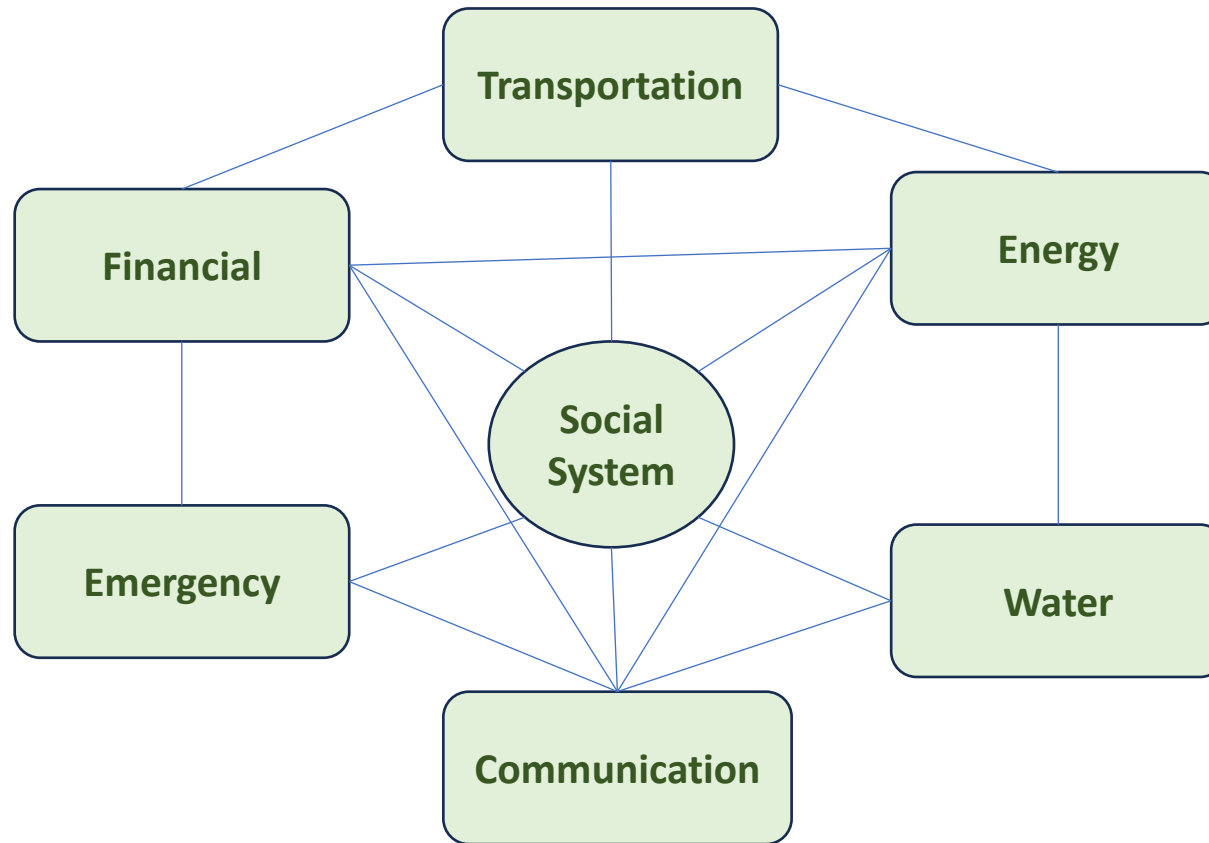 Transportation
Financial
Energy
Social
System
Emergency
Water
Communication